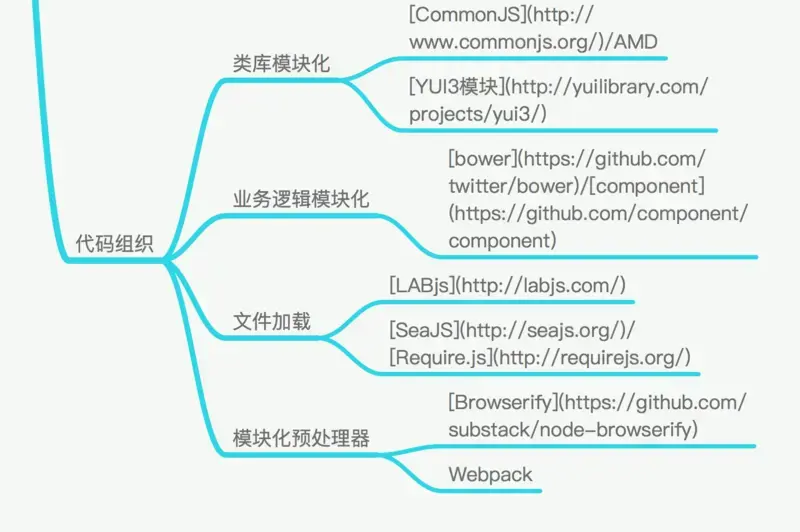 [CommonJS](http://
www.commonjs.org/)/AMD
类库模块化
[YUI3模块](http://yuilibrary.com/
projects/yui3/)
[bower](https://github.com/
twitter/bower)/[component]
(https://github.com/component/
component)
业务逻辑模块化
代码组织
[LABjs](http://labjs.com/)
文件加载
[SeaJS](http://seajs.org/)/
[Require.js](http://requirejs.org/)
[Browserify](https://github.com/
substack/node-browserify)
模块化预处理器
Webpack